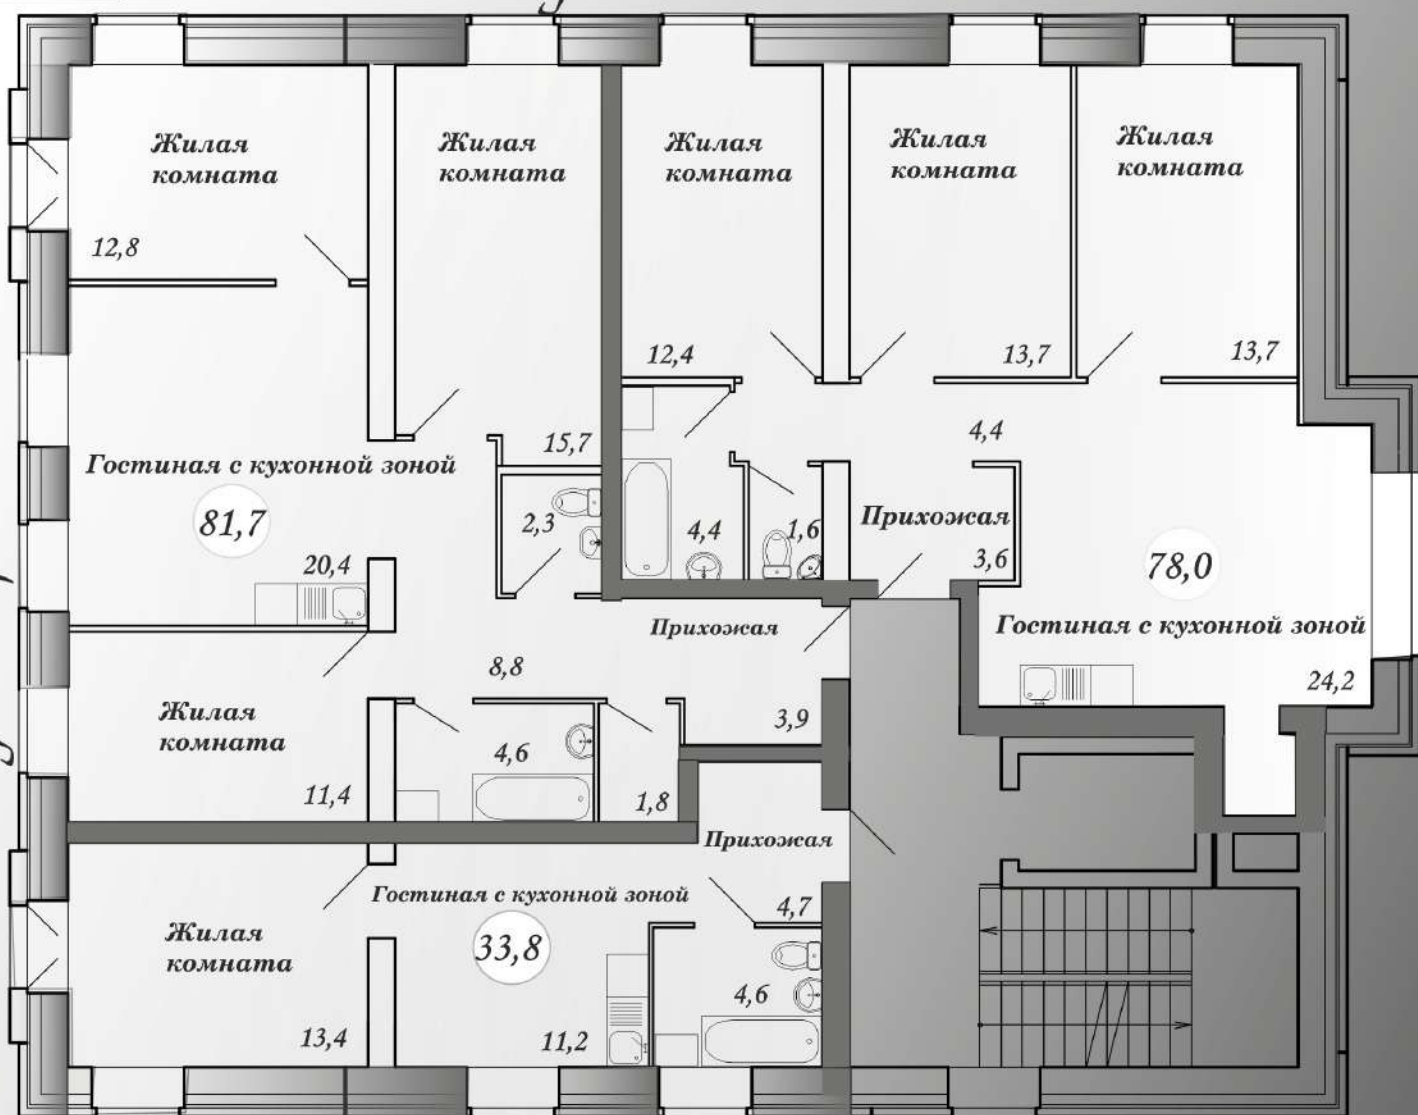 Жилая
комната
12,8
Жилая
комната
15,7
Жилая
комната
12,4
Жилая
комната
13,7
Жилая
комната
13,7
Гостиная с кухонной зоной
81,7
20,4
2,3
4,4
1,6
4,4
Прихожая
3,6
78,0
Гостиная с кухонной зоной
24,2
Прихожая
3,9
8,8
Жилая
комната
11,4
4,6
1,8
Прихожая
4,7
Гостиная с кухонной зоной
33,8
11,2
Жилая
комната
13,4
4,6